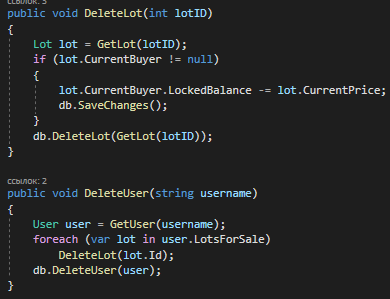 ссылок: 3
public void DeleteLot(int lotID)
{
Lot lot = GetLot(lotID);
if (lot.CurrentBuyer != null)
{
lot.CurrentBuyer.LockedBalance -= lot.CurrentPrice;
db.SaveChanges();
}
db.DeleteLot(GetLot(lotID));
}
ссылок: 2
public void DeleteUser(string username)
{
User user = GetUser(username);
foreach (var lot in user.LotsForSale)
DeleteLot(lot.Id);
db.DeleteUser(user);
}